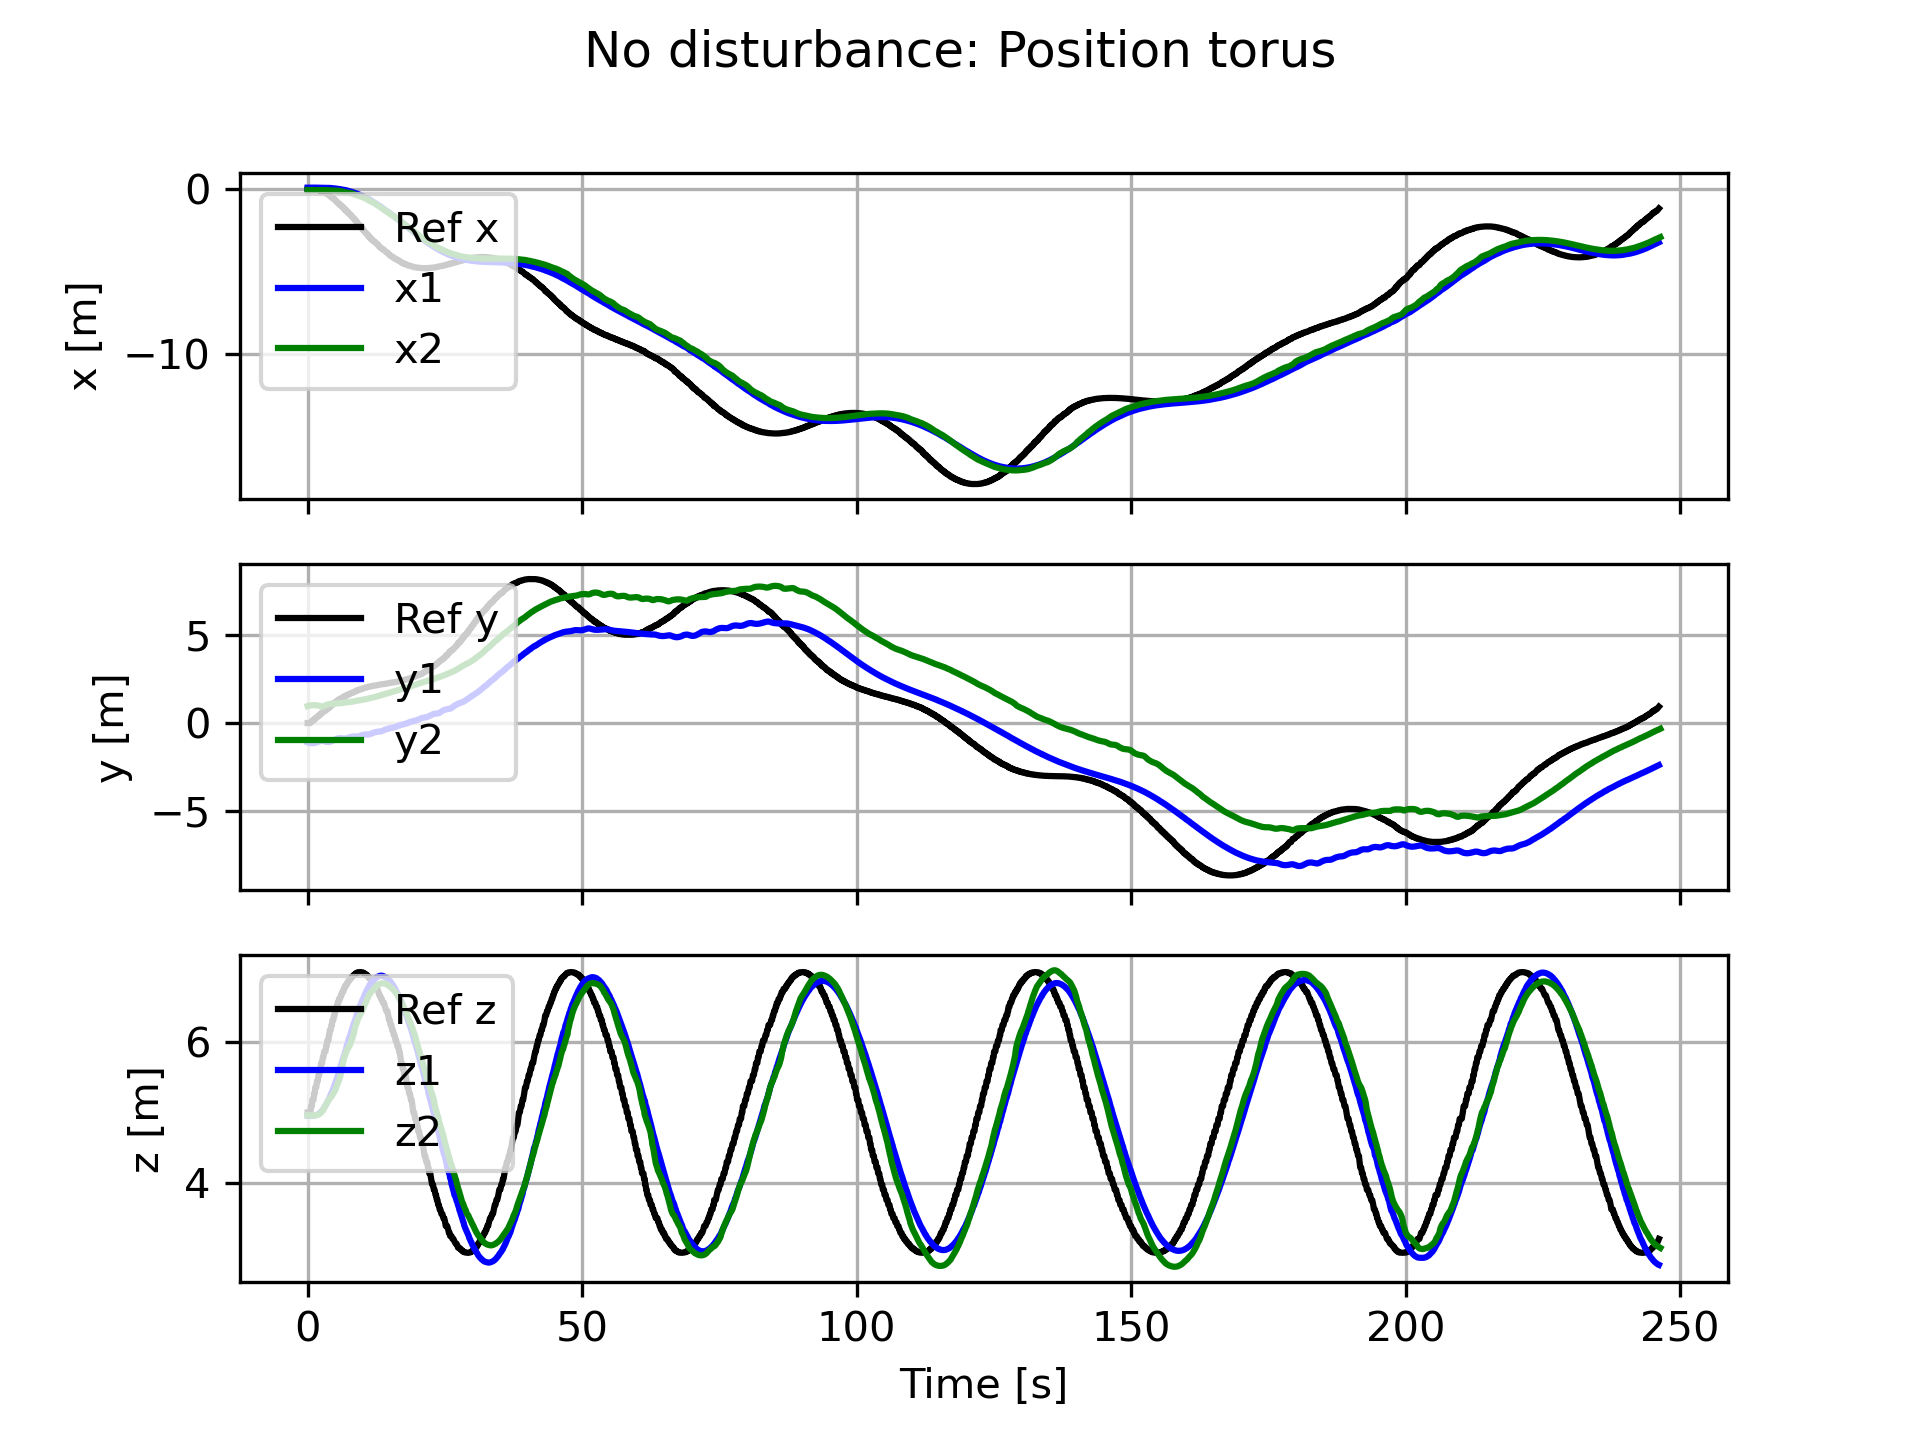 No disturbance: Position torus
0
−10
x [m]
Ref x
x1
x2
5
0
−5
y [m]
Ref y
y1
y2
6
4
z [m]
Ref z
z1
z2
0 50 100 150 200 250
Time [s]